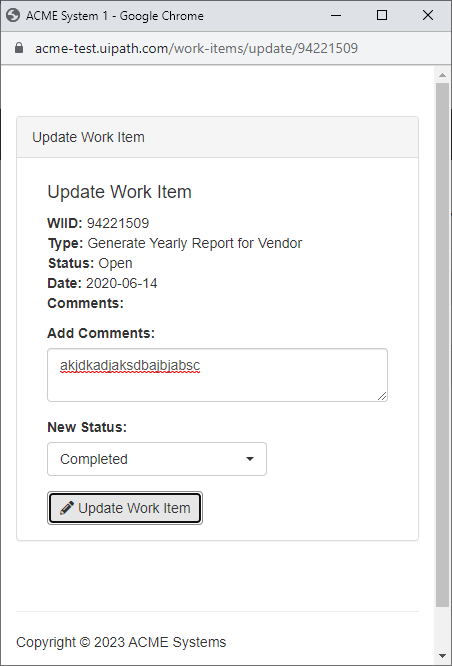 ACME System 1 - Google Chrome
acme-test.uipath.com/work-items/update/94221509
Update Work Item
Update Work Item
WIID: 94221509
Type: Generate Yearly Report for Vendor
Status: Open
Date: 2020-06-14
Comments:
Add Comments:
akjdkadjaksdbajbjabsc
New Status:
Completed
Update Work Item
Copyright © 2023 ACME Systems